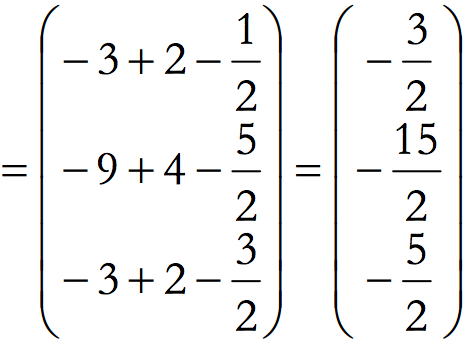 = ( -3 + 2 - 1/2 ) = ( -3/2 )
( -9 + 4 - 5/2 ) ( -15/2 )
( -3 + 2 - 3/2 ) ( -5/2 )